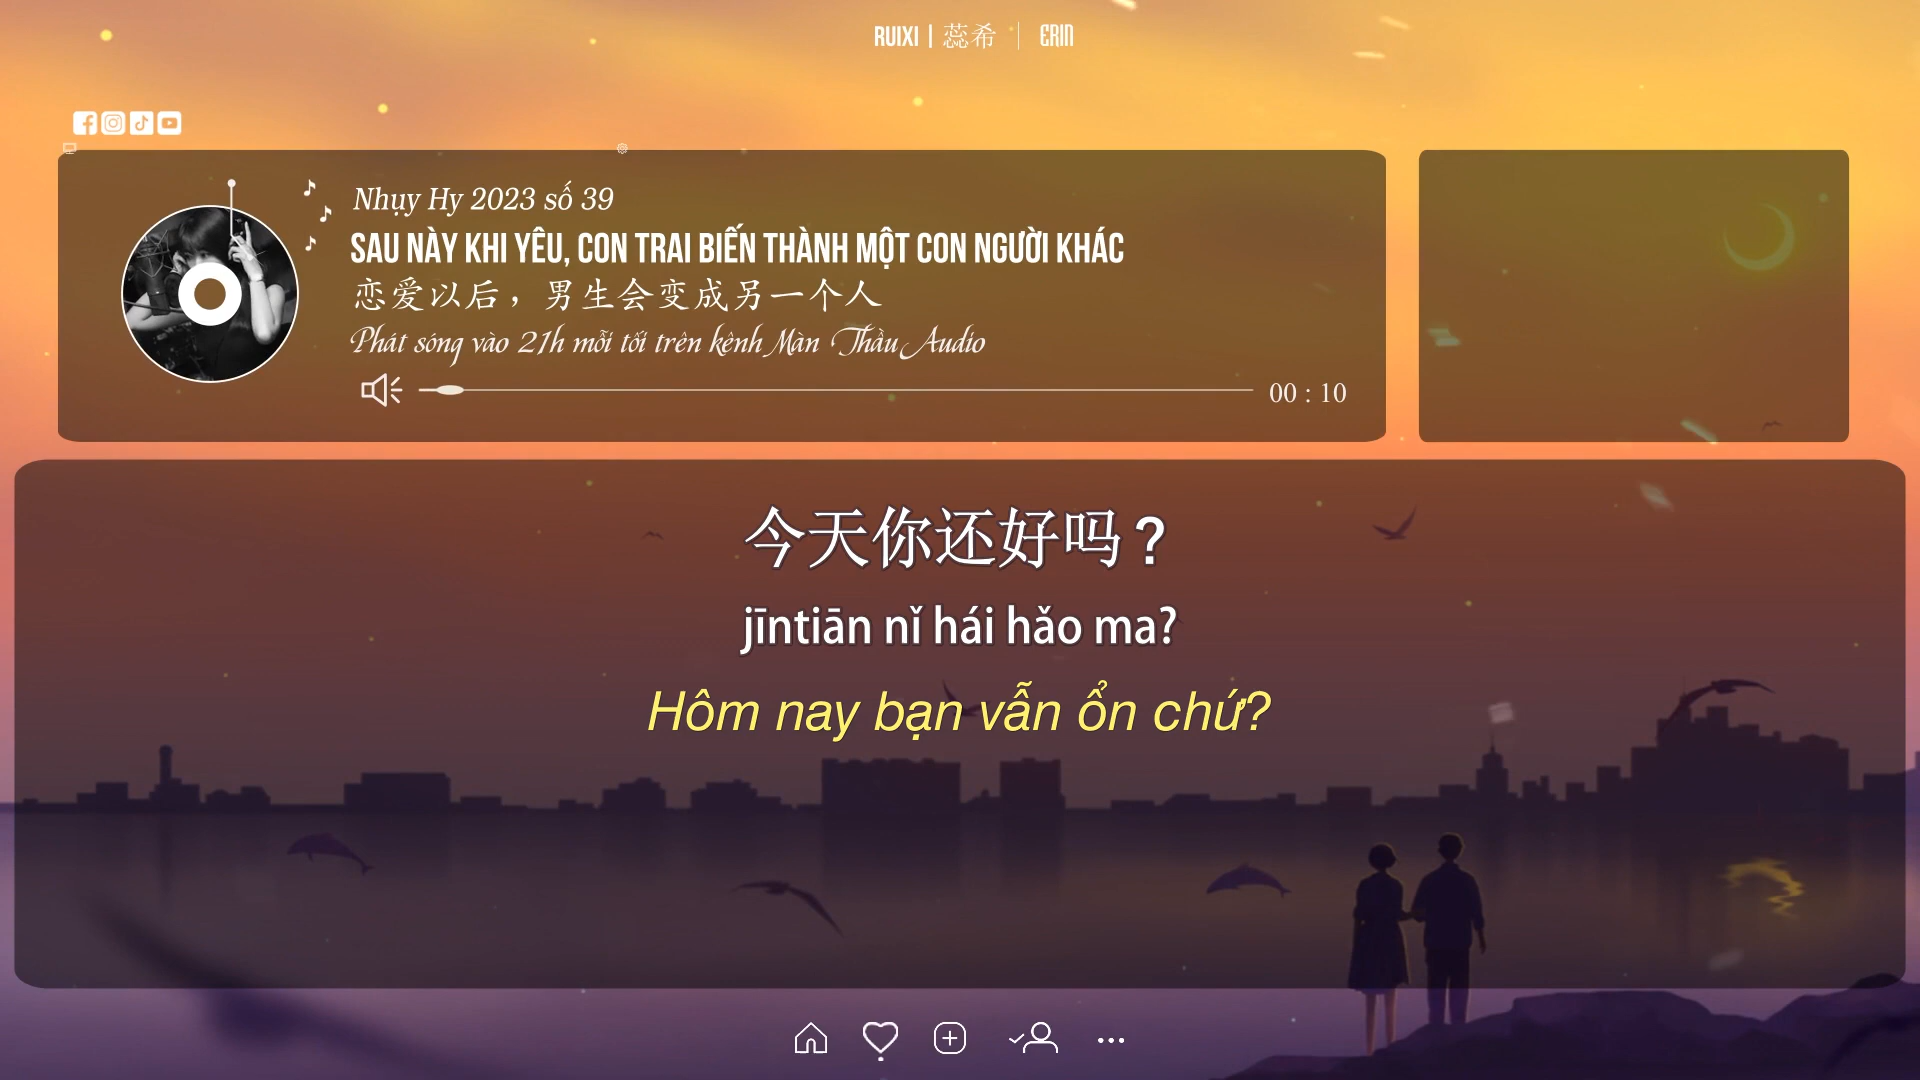 RUIXI | 蕊希 | ERIN
Nhụy Hy 2023 số 39
SAU NÀY KHI YÊU, CON TRAI BIẾN THÀNH MỘT CON NGƯỜI KHÁC
恋爱以后，男生会变成另一个人
Phát sóng vào 21h mỗi tối trên kênh Màn Thầu Audio
00 : 10
今天你还好吗？
jīntiān nǐ hái hǎo ma?
Hôm nay bạn vẫn ổn chứ?